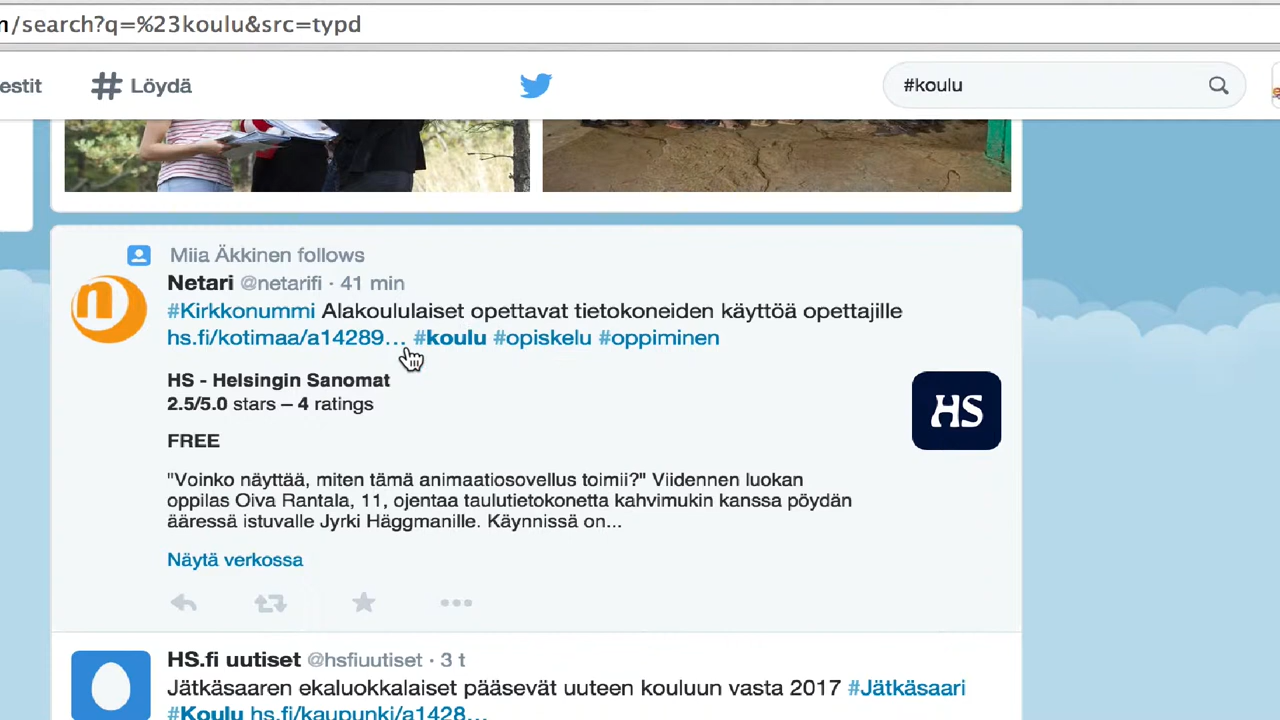 /search?q=%23koulu&src=typd
estit
Löydä
#koulu
Miia Äkkinen follows
Netari @netarifi · 41 min
#Kirkkonummi Alakoululaiset opettavat tietokoneiden käyttöä opettajille
hs.fi/kotimaa/a14289… #koulu #opiskelu #oppiminen
HS - Helsingin Sanomat
2.5/5.0 stars – 4 ratings
FREE
HS
"Voinko näyttää, miten tämä animaatiosovellus toimii?" Viidennen luokan
oppilas Oiva Rantala, 11, ojentaa taulutietokonetta kahvimukin kanssa pöydän
ääressä istuvalle Jyrki Häggmanille. Käynnissä on...
Näytä verkossa
HS.fi uutiset @hsfiuutiset · 3 t
Jätkäsaaren ekaluokkalaiset pääsevät uuteen kouluun vasta 2017 #Jätkäsaari
#Koulu hs.fi/kaupunki/a1428…